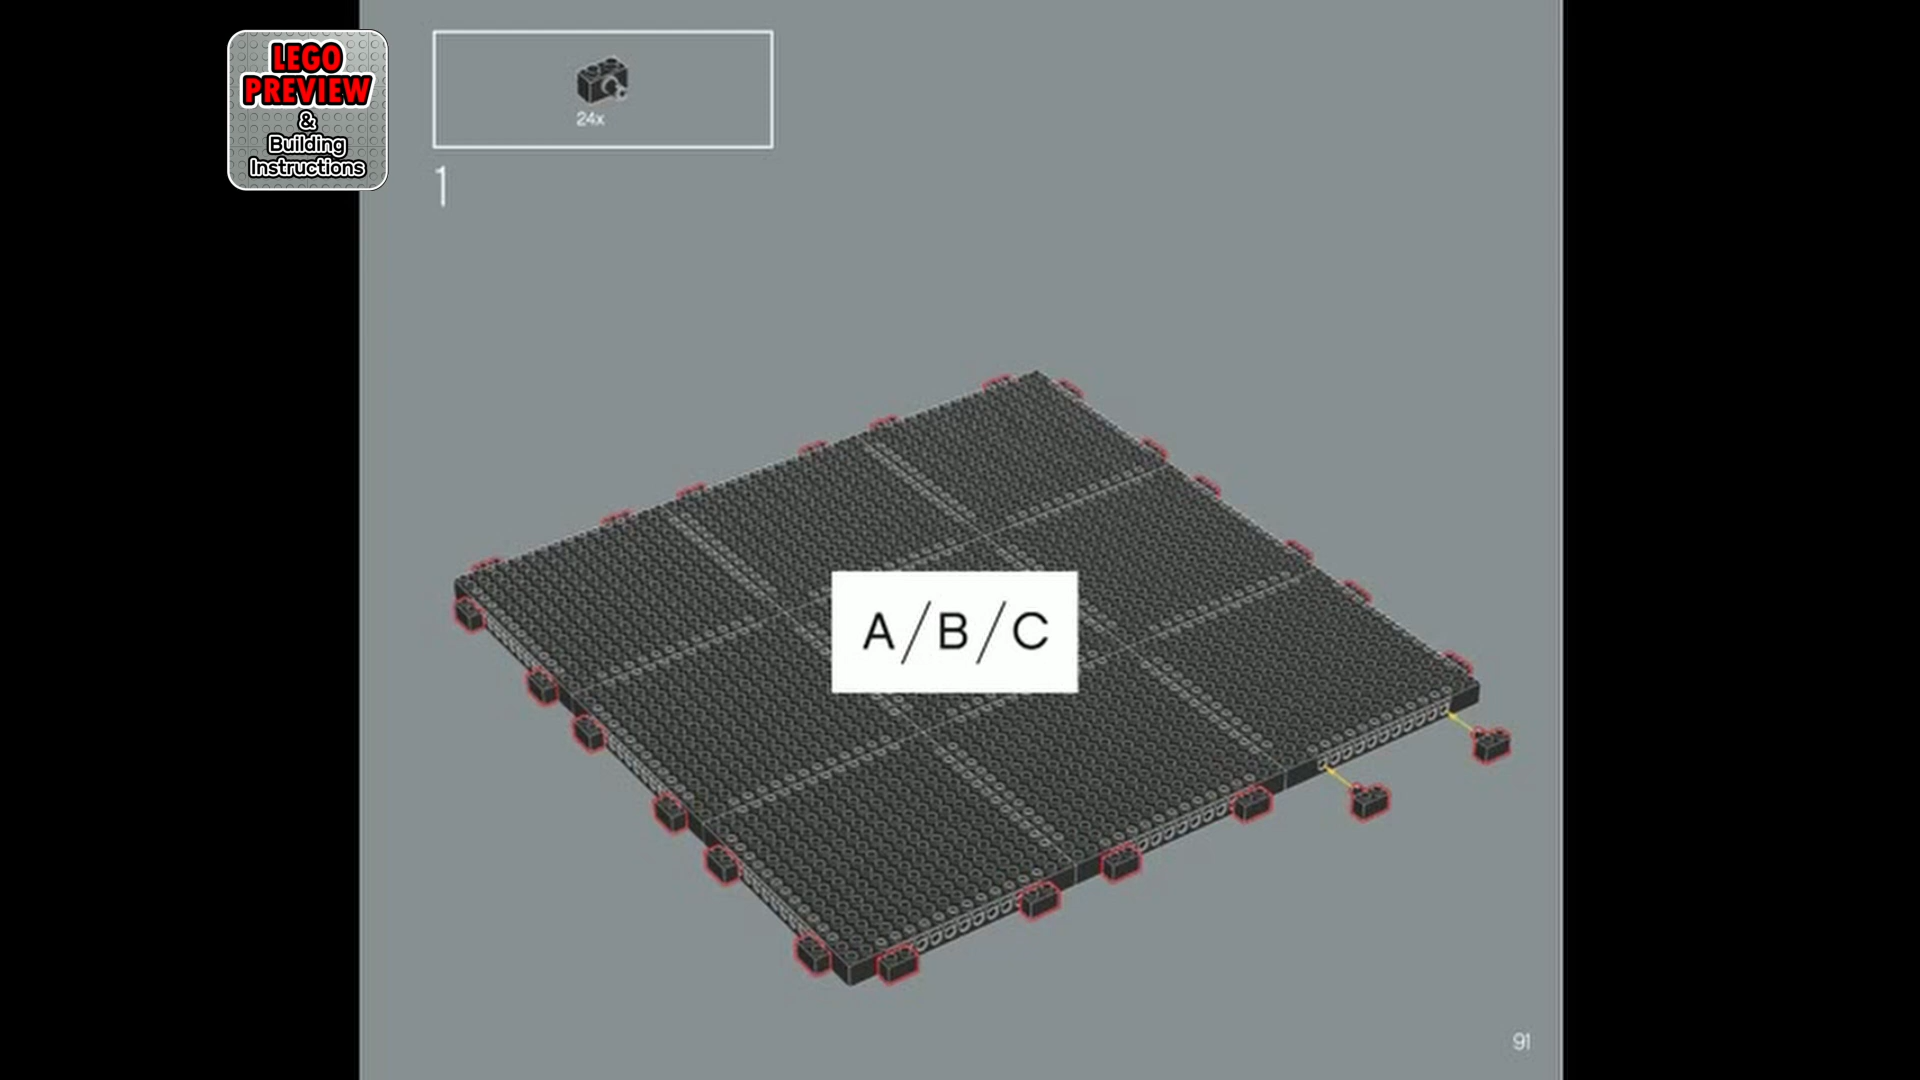 LEGO
PREVIEW
&
Building
Instructions
24x
1
A/B/C
91